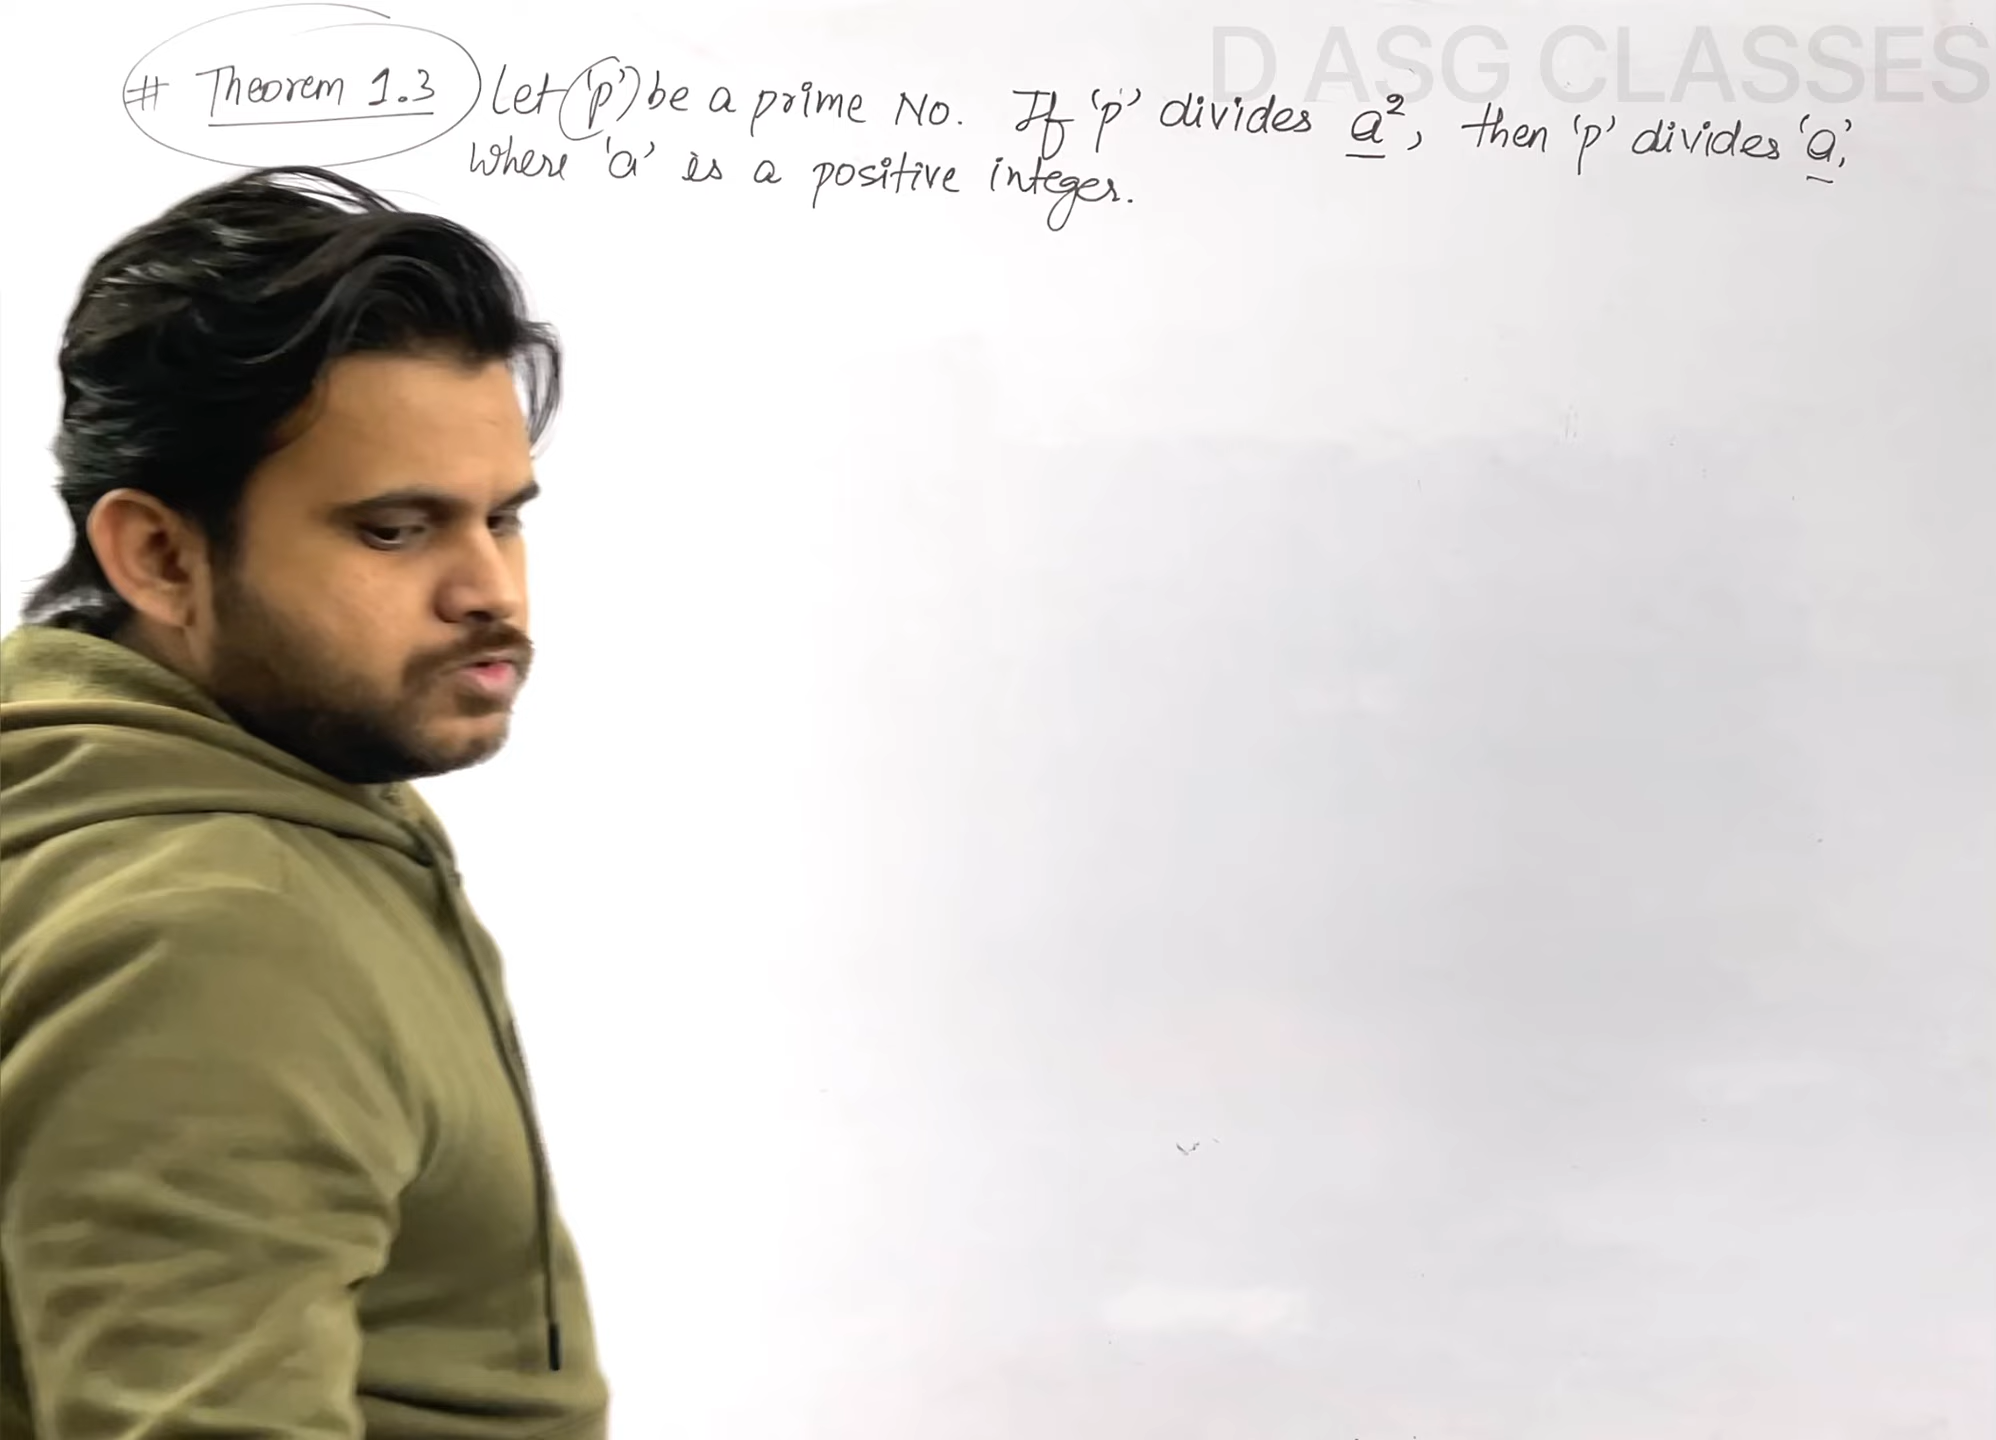 D ASG CLASSES
# Theorem 1.3 Let 'p' be a prime No. If 'p' divides a², then 'p' divides 'a',
where 'a' is a positive integer.